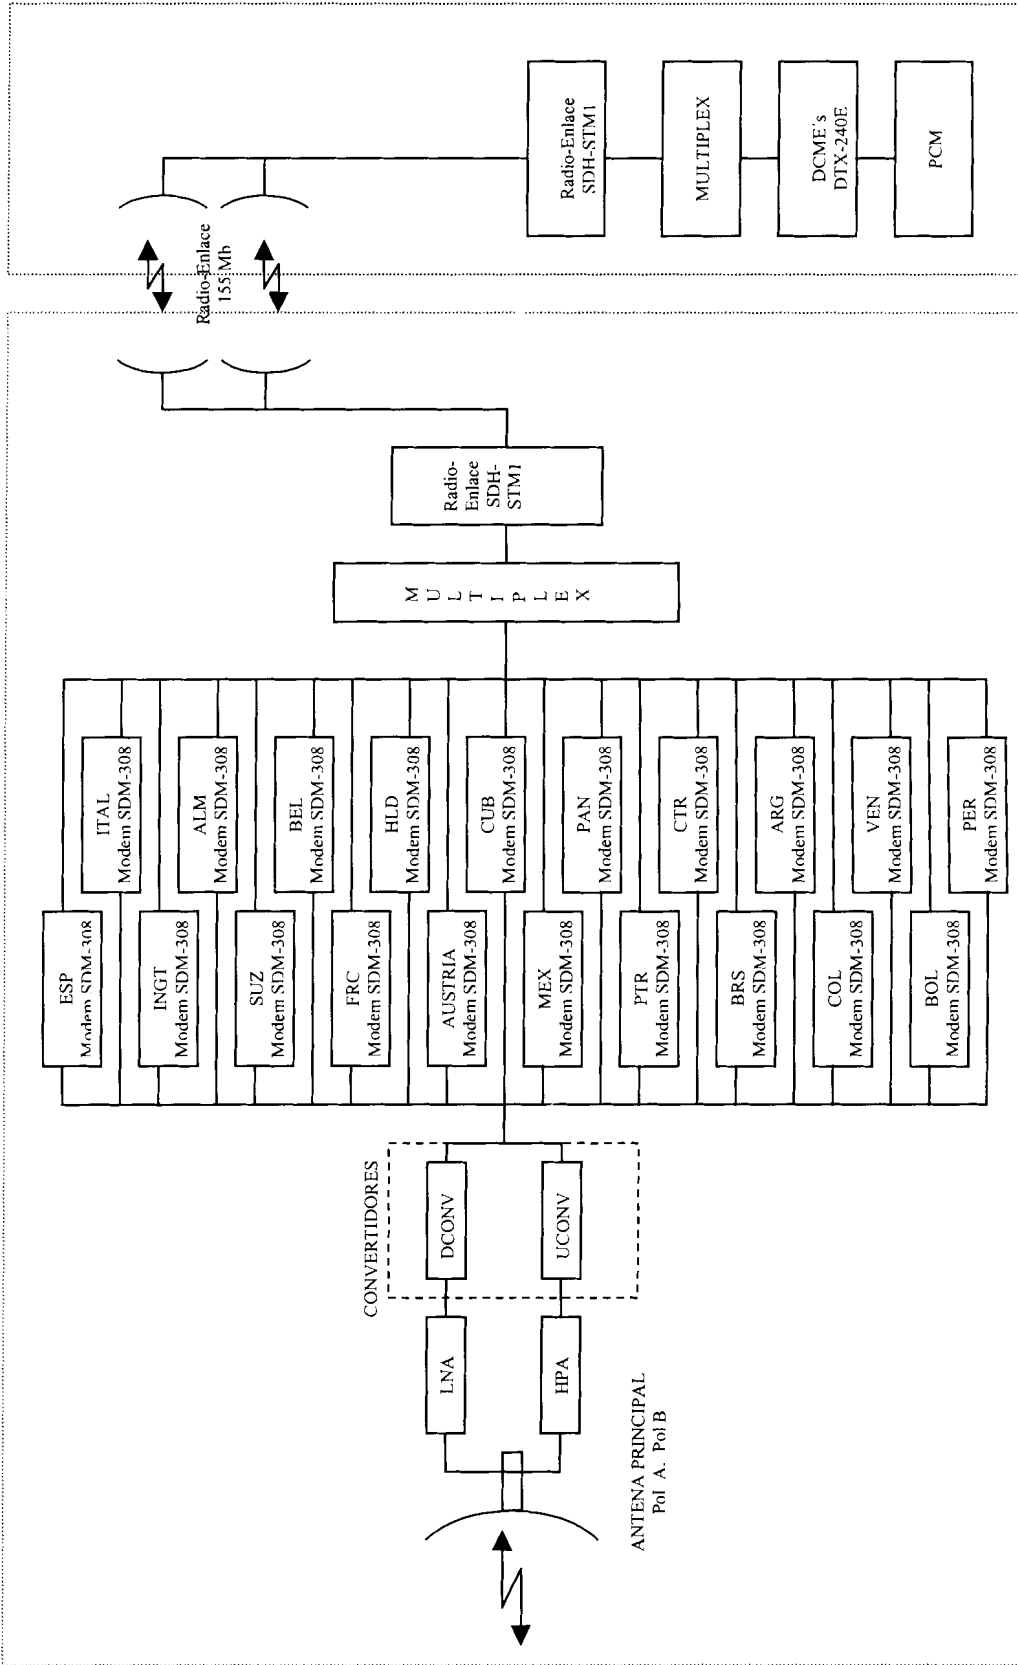 ANTENA PRINCIPAL
Pol A. Pol B
LNA
HPA
CONVERTIDORES
DCONV
UCONV
ESP
Modem SDM-308
ITAL
Modem SDM-308
INGT
Modem SDM-308
ALM
Modem SDM-308
SUZ
Modem SDM-308
BEL
Modem SDM-308
FRC
Modem SDM-308
HLD
Modem SDM-308
AUSTRIA
Modem SDM-308
CUB
Modem SDM-308
MEX
Modem SDM-308
PAN
Modem SDM-308
PTR
Modem SDM-308
CTR
Modem SDM-308
BRS
Modem SDM-308
ARG
Modem SDM-308
COL
Modem SDM-308
VEN
Modem SDM-308
BOL
Modem SDM-308
PER
Modem SDM-308
M
U
L
T
I
P
L
E
X
Radio-
Enlace
SDH-
STM1
Radio-Enlace
155 Mb
Radio-Enlace
SDH-STM1
MULTIPLEX
DCME's
DTX-240E
PCM